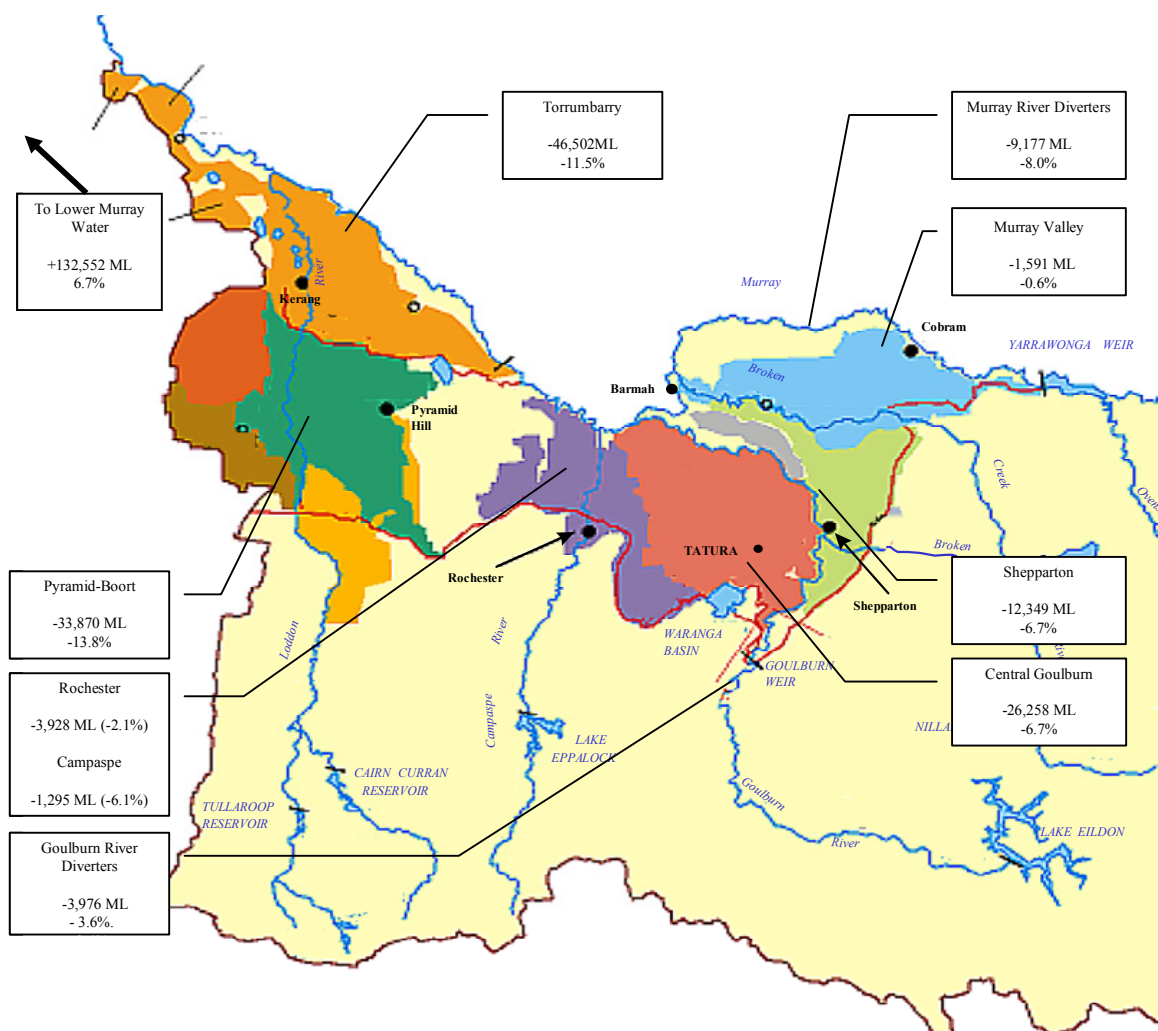 Torrumbarry
-46,502ML
-11.5%
Murray River Diverters
-9,177 ML
-8.0%
To Lower Murray
Water
+132,552 ML
6.7%
Murray Valley
-1,591 ML
-0.6%
River
Kerang
Murray
Cobram
YARRAWONGA WEIR
Broken
Barmah
Pyramid
Hill
Creek
Ovens
TATURA
Broken
Rochester
Shepparton
Pyramid-Boort
-33,870 ML
-13.8%
Shepparton
-12,349 ML
-6.7%
Loddon
River
WARANGA
BASIN
GOULBURN
WEIR
Rochester
-3,928 ML (-2.1%)
Campaspe
-1,295 ML (-6.1%)
Central Goulburn
-26,258 ML
-6.7%
Campaspe
LAKE
EPPALOCK
CAIRN CURRAN
RESERVOIR
TULLAROOP
RESERVOIR
Goulburn
River
LAKE EILDON
Goulburn River
Diverters
-3,976 ML
- 3.6%.